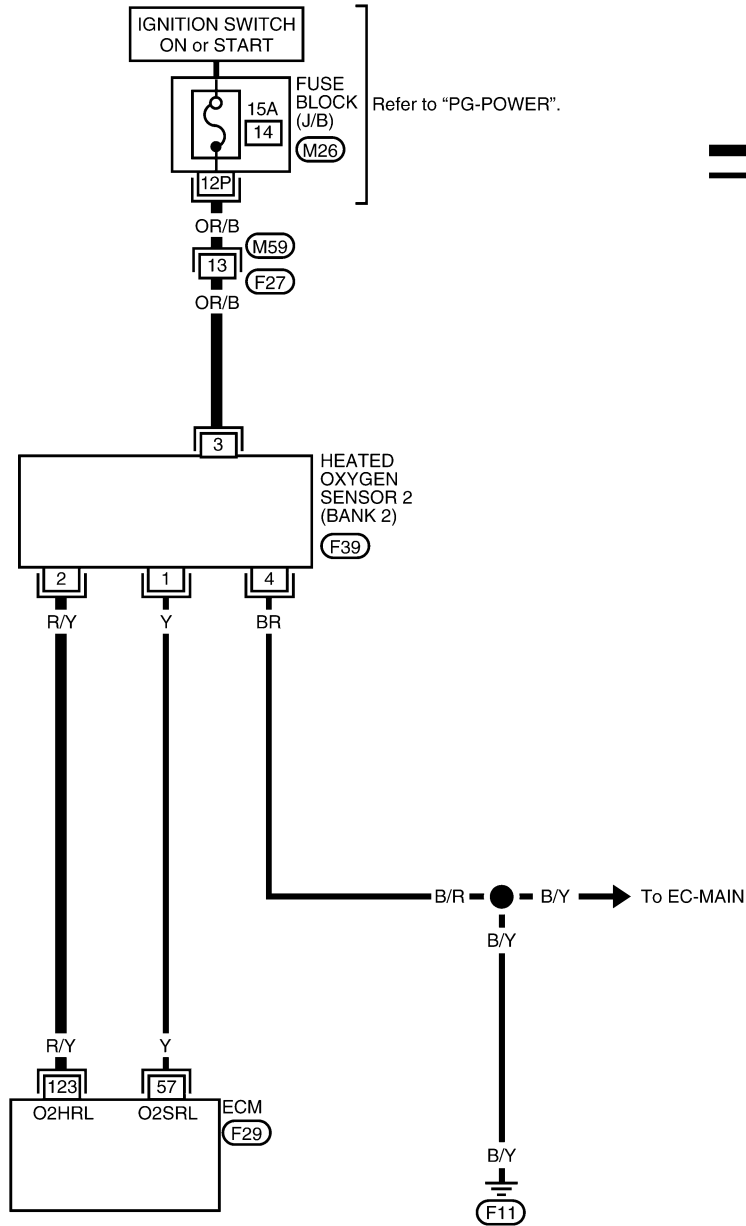 IGNITION SWITCH
ON or START
FUSE
BLOCK
(J/B)
Refer to “PG-POWER”.
15A
14
M26
12P
OR/B
M59
13
F27
OR/B
3
HEATED
OXYGEN
SENSOR 2
(BANK 2)
F39
2
1
4
R/Y
Y
BR
B/R
B/Y
To EC-MAIN
B/Y
R/Y
Y
123
57
O2HRL
O2SRL
ECM
F29
B/Y
F11